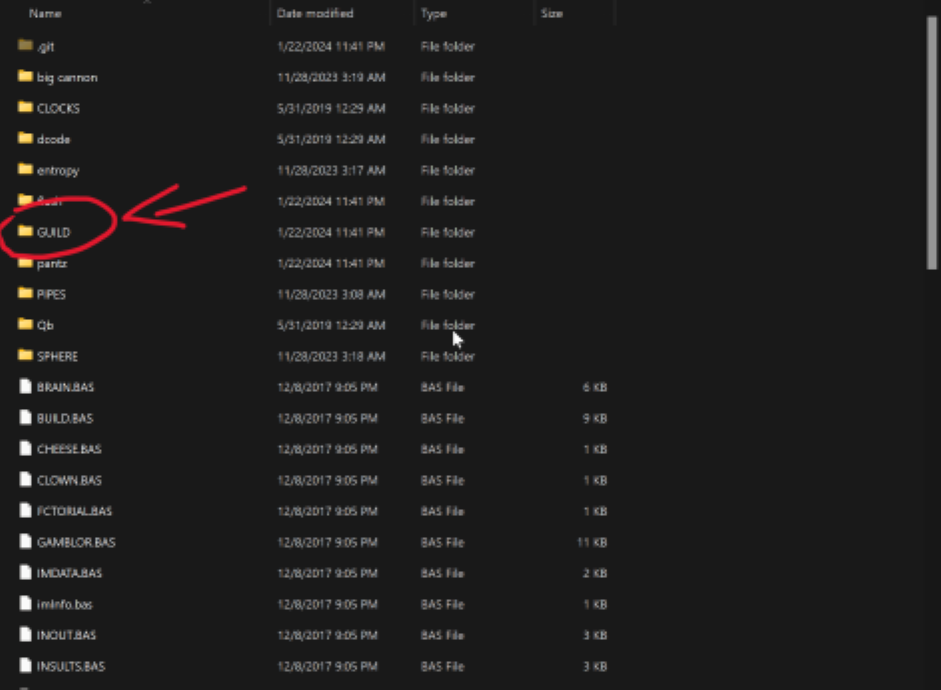 Name Date modified Type Size
.git 1/22/2024 11:41 PM File folder
big cannon 11/28/2023 3:19 AM File folder
CLOCKS 5/31/2019 12:29 AM File folder
dcode 5/31/2019 12:29 AM File folder
entropy 11/28/2023 3:17 AM File folder
1/22/2024 11:41 PM File folder
GUILD 1/22/2024 11:41 PM File folder
pantz 1/22/2024 11:41 PM File folder
PIPES 11/28/2023 3:08 AM File folder
Qb 5/31/2019 12:29 AM File folder
SPHERE 11/28/2023 3:18 AM File folder
BRAIN.BAS 12/8/2017 9:05 PM BAS File 6 KB
BUILD.BAS 12/8/2017 9:05 PM BAS File 9 KB
CHEESE.BAS 12/8/2017 9:05 PM BAS File 1 KB
CLOWN.BAS 12/8/2017 9:05 PM BAS File 1 KB
FCTORIAL.BAS 12/8/2017 9:05 PM BAS File 1 KB
GAMBLOR.BAS 12/8/2017 9:05 PM BAS File 11 KB
IMDATA.BAS 12/8/2017 9:05 PM BAS File 2 KB
imInfo.bas 12/8/2017 9:05 PM BAS File 1 KB
INOUT.BAS 12/8/2017 9:05 PM BAS File 3 KB
INSULTS.BAS 12/8/2017 9:05 PM BAS File 3 KB